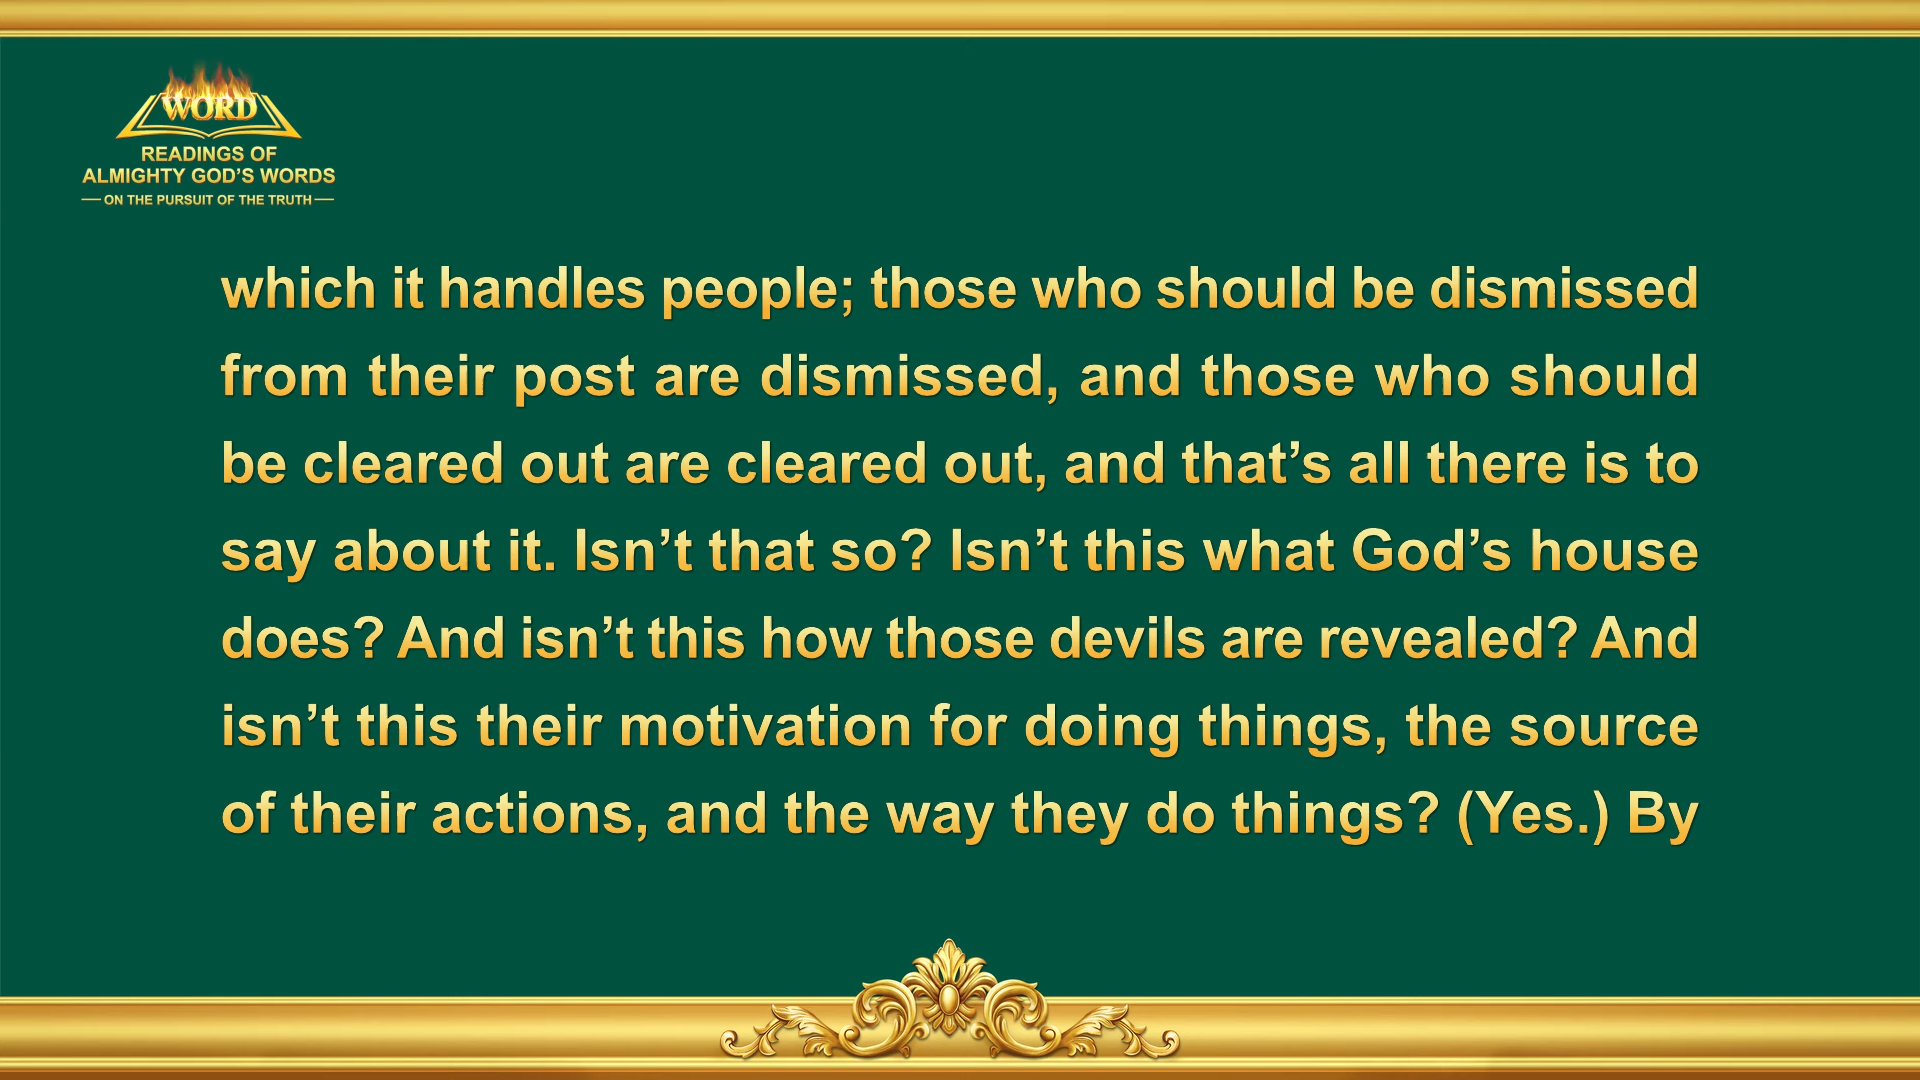 WORD
READINGS OF
ALMIGHTY GOD'S WORDS
— ON THE PURSUIT OF THE TRUTH —
which it handles people; those who should be dismissed
from their post are dismissed, and those who should
be cleared out are cleared out, and that’s all there is to
say about it. Isn’t that so? Isn’t this what God’s house
does? And isn’t this how those devils are revealed? And
isn’t this their motivation for doing things, the source
of their actions, and the way they do things? (Yes.) By